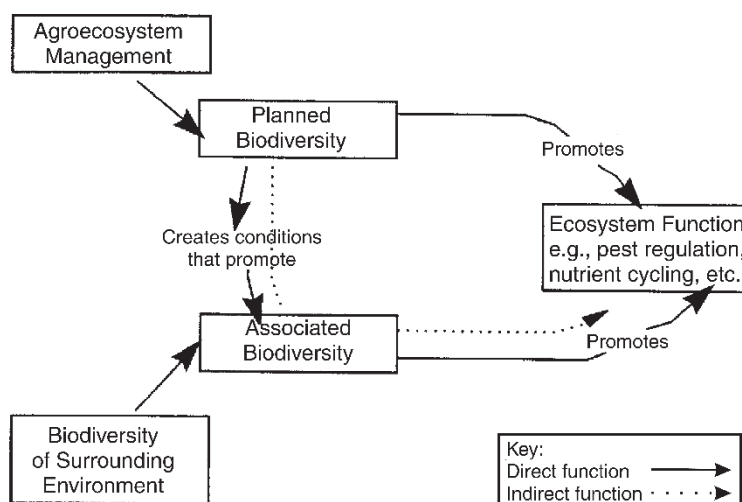 Agroecosystem
Management
Planned
Biodiversity
Promotes
Creates conditions
that promote
Ecosystem Function
e.g., pest regulation,
nutrient cycling, etc.
Associated
Biodiversity
Promotes
Biodiversity
of Surrounding
Environment
Key:
Direct function
Indirect function